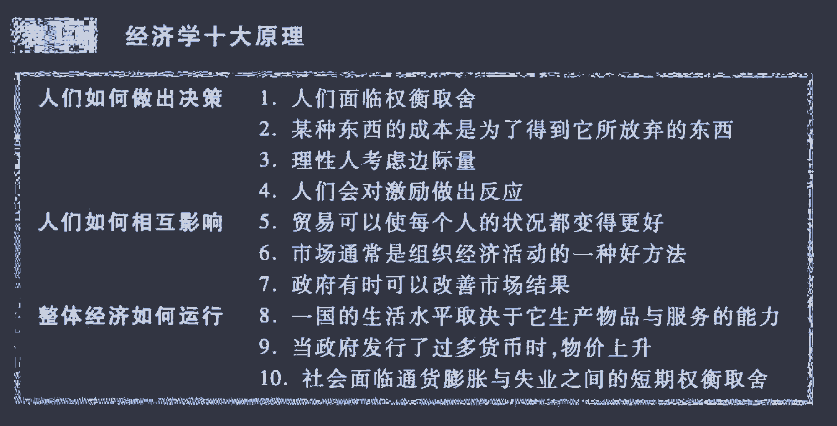 经济学十大原理
人们如何做出决策 1. 人们面临权衡取舍
2. 某种东西的成本是为了得到它所放弃的东西
3. 理性人考虑边际量
4. 人们会对激励做出反应
人们如何相互影响 5. 贸易可以使每个人的状况都变得更好
6. 市场通常是组织经济活动的一种好方法
7. 政府有时可以改善市场结果
整体经济如何运行 8. 一国的生活水平取决于它生产物品与服务的能力
9. 当政府发行了过多货币时,物价上升
10. 社会面临通货膨胀与失业之间的短期权衡取舍